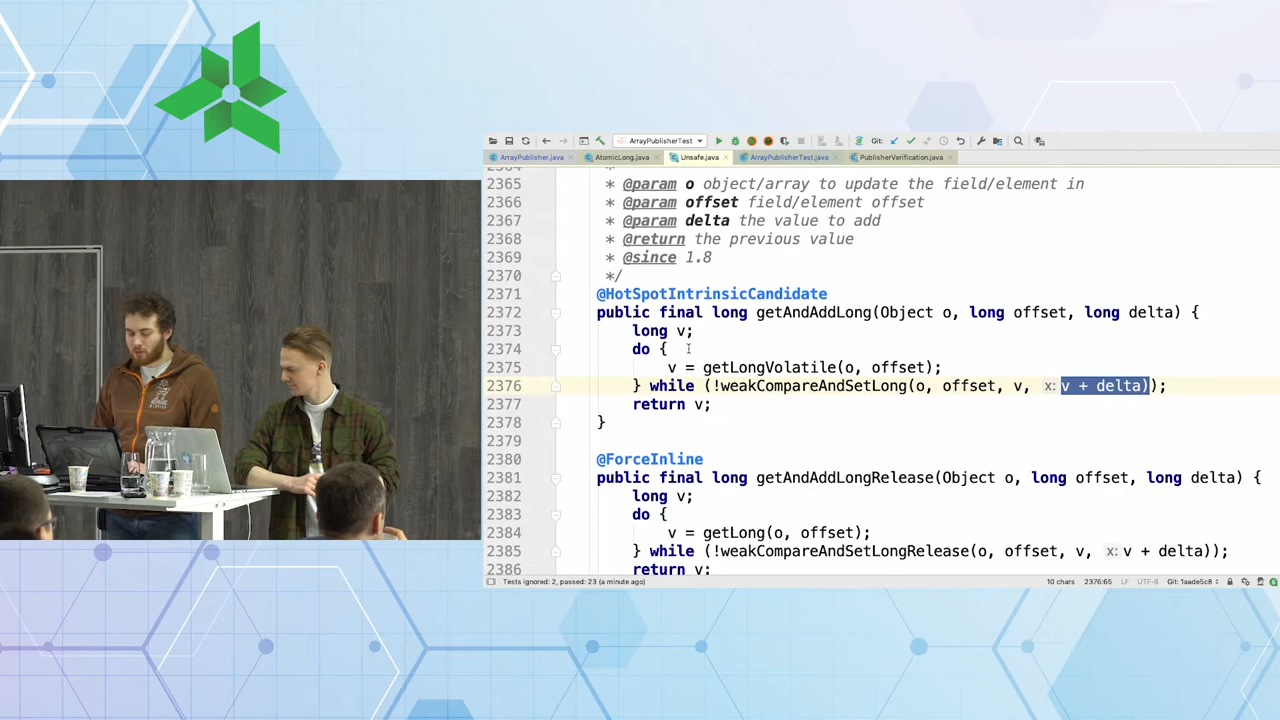 ArrayPublisherTest
Git:
ArrayPublisher.java
AtomicLong.java
Unsafe.java
ArrayPublisherTest.java
PublisherVerification.java
2365 * @param o object/array to update the field/element in
2366 * @param offset field/element offset
2367 * @param delta the value to add
2368 * @return the previous value
2369 * @since 1.8
2370 */
2371 @HotSpotIntrinsicCandidate
2372 public final long getAndAddLong(Object o, long offset, long delta) {
2373 long v;
2374 do {
2375 v = getLongVolatile(o, offset);
2376 } while (!weakCompareAndSetLong(o, offset, v, x: v + delta));
2377 return v;
2378 }
2379
2380 @ForceInline
2381 public final long getAndAddLongRelease(Object o, long offset, long delta) {
2382 long v;
2383 do {
2384 v = getLong(o, offset);
2385 } while (!weakCompareAndSetLongRelease(o, offset, v, x: v + delta));
2386 return v;
Tests ignored: 2, passed: 23 (a minute ago)
10 chars 2376:65 LF UTF-8 Git: 1aade5c8